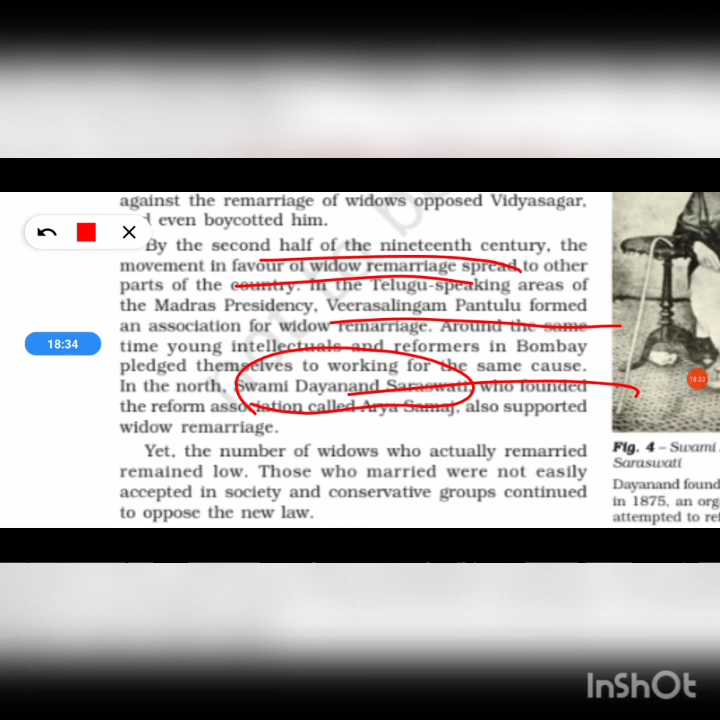 against the remarriage of widows opposed Vidyasagar,
even boycotted him.
By the second half of the nineteenth century, the
movement in favour of widow remarriage spread to other
parts of the country. In the Telugu-speaking areas of
the Madras Presidency, Veerasalingam Pantulu formed
an association for widow remarriage. Around the same
time young intellectuals and reformers in Bombay
pledged themselves to working for the same cause.
In the north, Swami Dayanand Saraswati, who founded
the reform association called Arya Samaj, also supported
widow remarriage.
Yet, the number of widows who actually remarried
remained low. Those who married were not easily
accepted in society and conservative groups continued
to oppose the new law.
18:34
18:33
Fig. 4 – Swami
Saraswati
Dayanand found
in 1875, an org
attempted to ref
InShOt